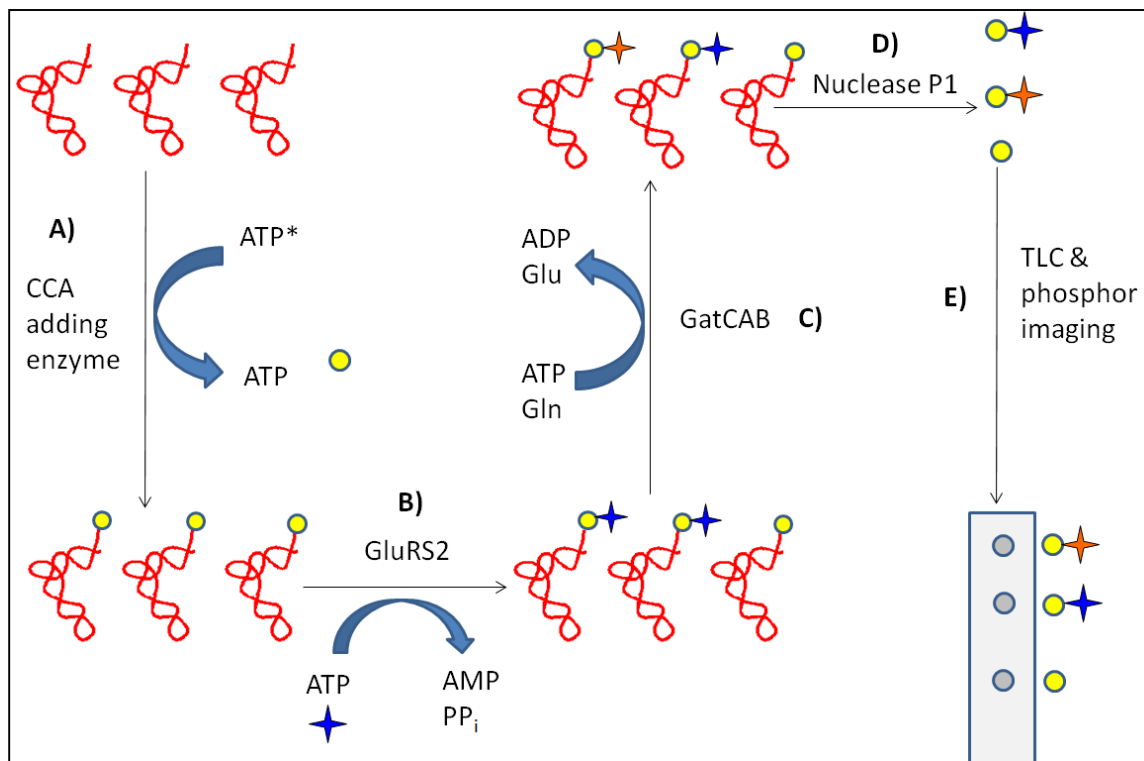 A)
CCA
adding
enzyme
ATP*
ATP
B)
GluRS2
ATP
AMP
PPi
ADP
Glu
ATP
Gln
GatCAB
C)
D)
Nuclease P1
E)
TLC &
phosphor
imaging